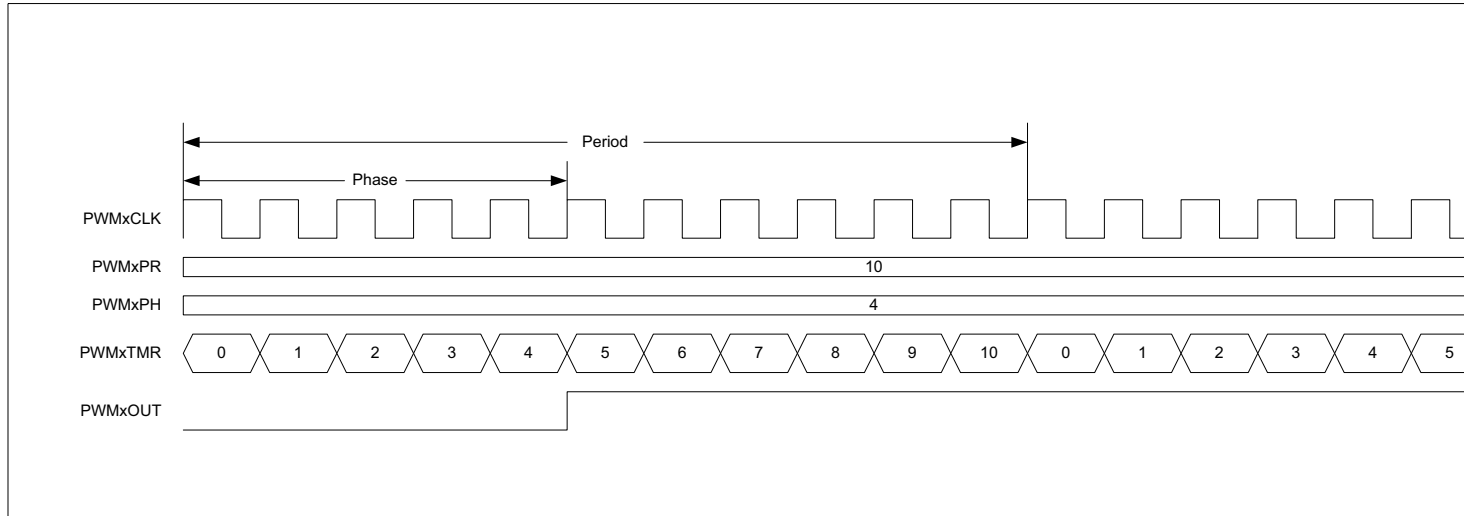 Period
Phase
PWMxCLK
PWMxPR 10
PWMxPH 4
PWMxTMR 0 1 2 3 4 5 6 7 8 9 10 0 1 2 3 4 5
PWMxOUT